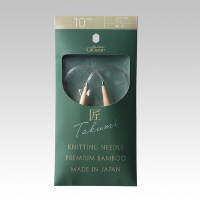 10
Clover
匠
Takumi
KNITTING NEEDLE
PREMIUM BAMBOO
MADE IN JAPAN